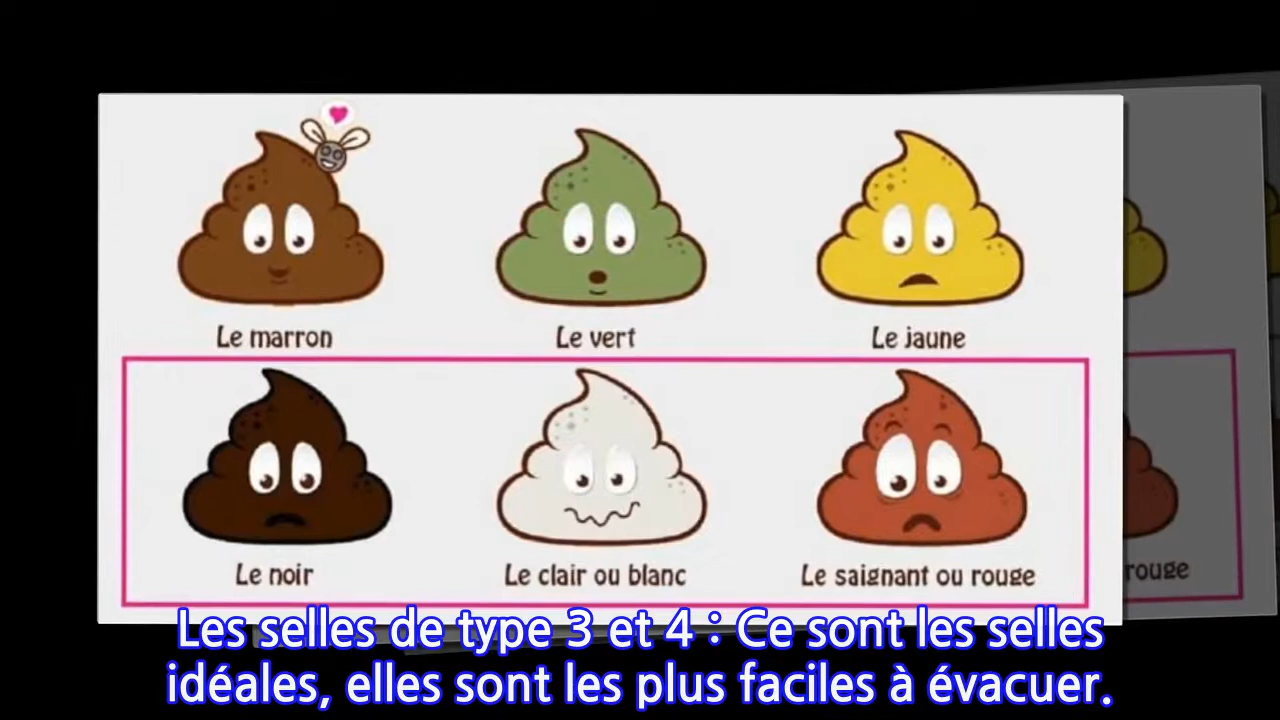 Le marron
Le vert
Le jaune
Le noir
Le clair ou blanc
Le saignant ou rouge
rouge
Les selles de type 3 et 4 : Ce sont les selles
idéales, elles sont les plus faciles à évacuer.